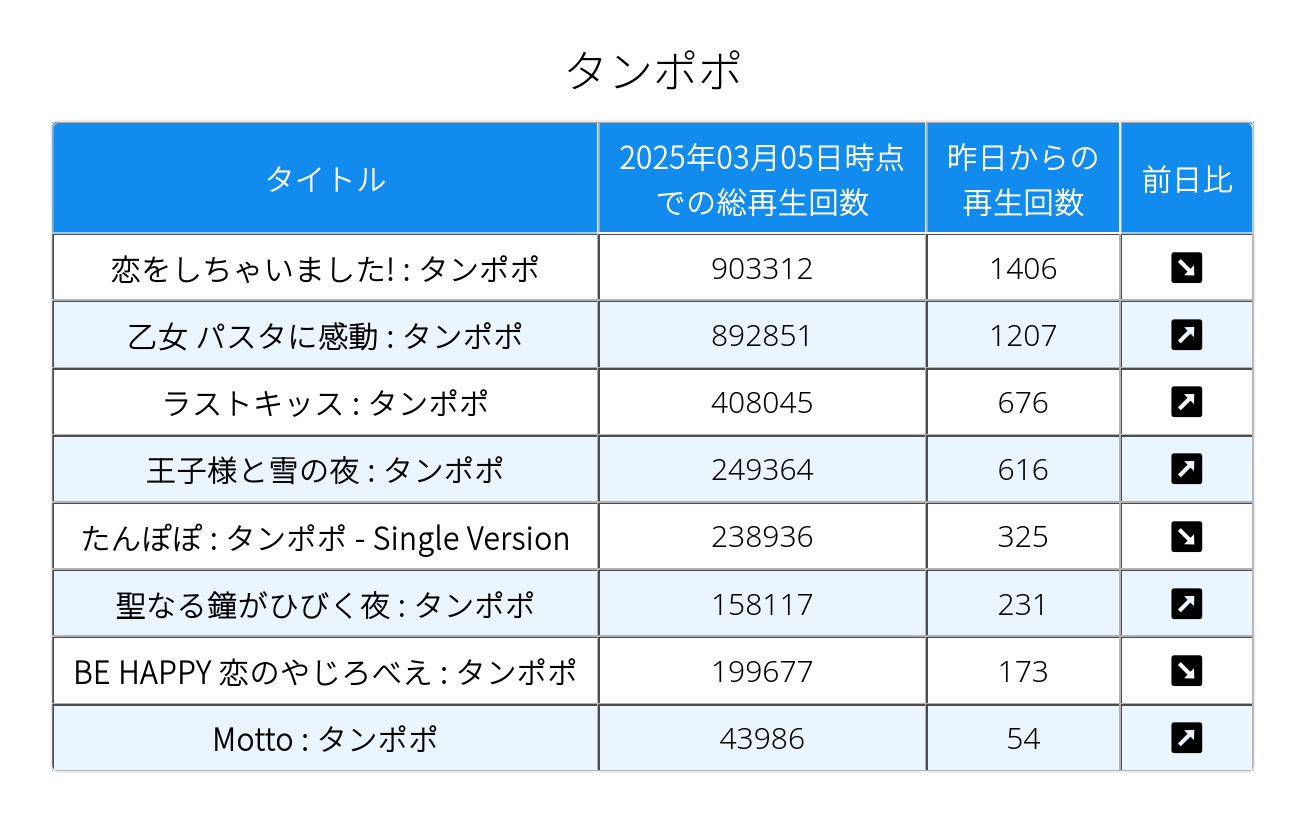 タンポポ
タイトル 2025年03月05日時点での総再生回数 昨日からの再生回数 前日比
恋をしちゃいました! : タンポポ 903312 1406 ↘
乙女 パスタに感動 : タンポポ 892851 1207 ↗
ラストキッス : タンポポ 408045 676 ↗
王子様と雪の夜 : タンポポ 249364 616 ↗
たんぽぽ : タンポポ - Single Version 238936 325 ↘
聖なる鐘がひびく夜 : タンポポ 158117 231 ↗
BE HAPPY 恋のやじろべえ : タンポポ 199677 173 ↘
Motto : タンポポ 43986 54 ↗